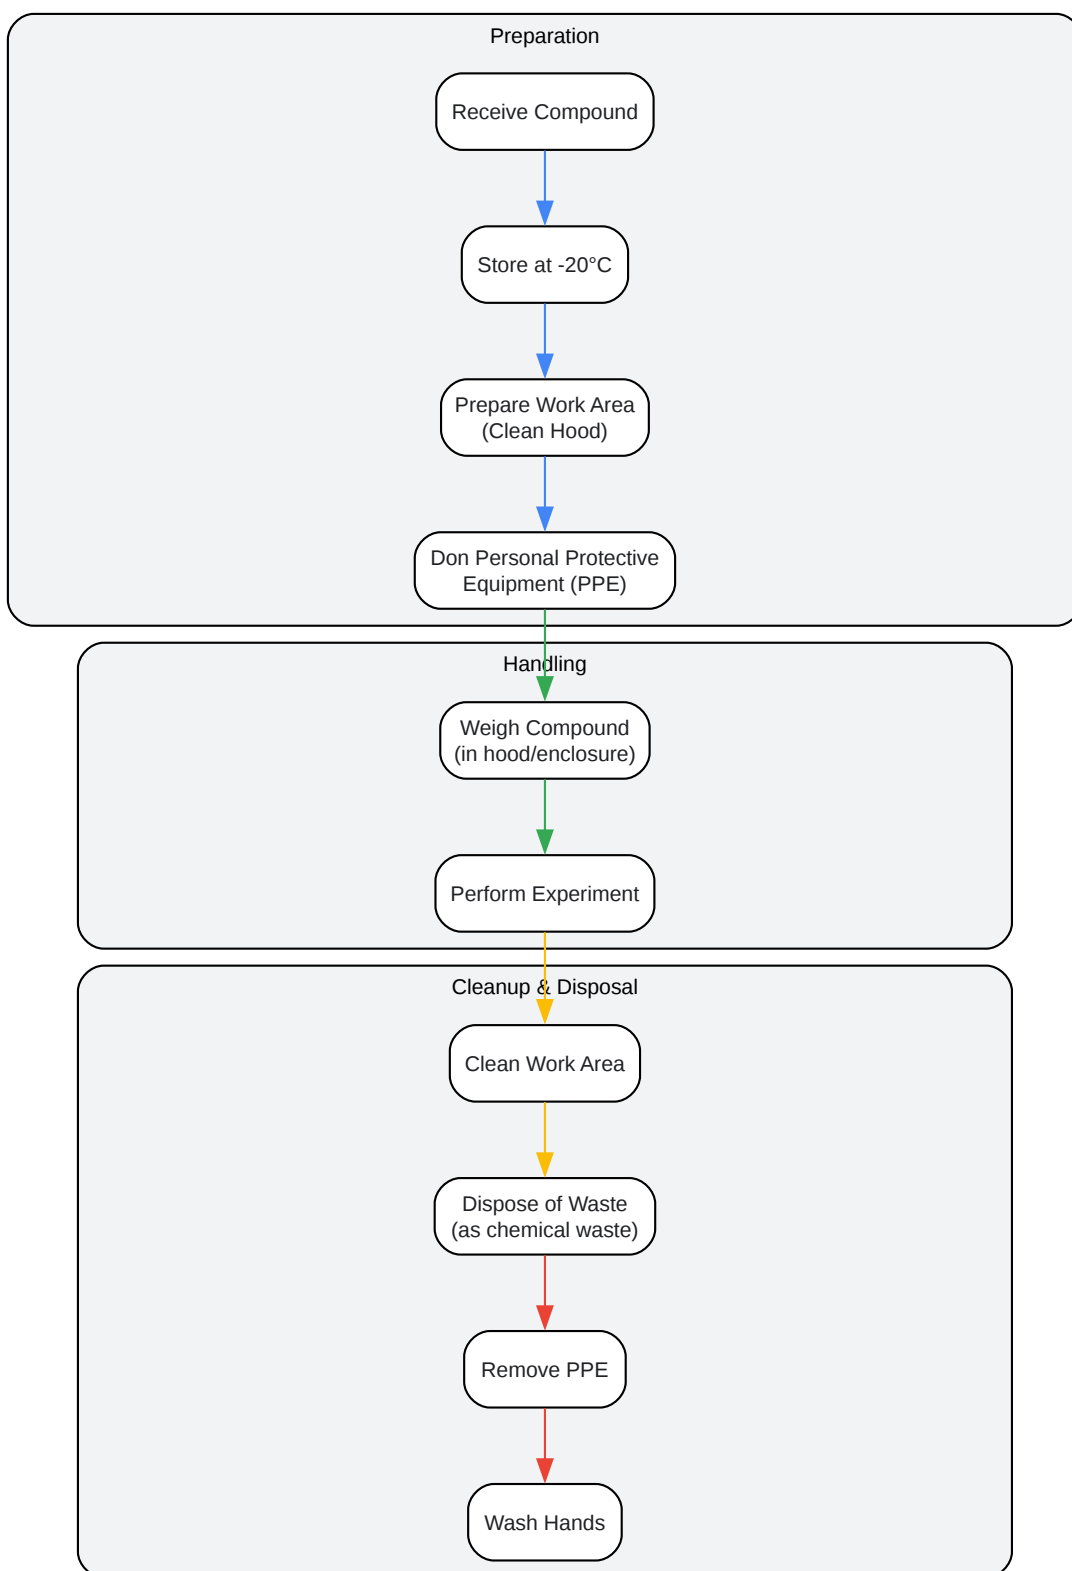 Preparation
Receive Compound
Store at -20°C
Prepare Work Area
(Clean Hood)
Don Personal Protective
Equipment (PPE)
Handling
Weigh Compound
(in hood/enclosure)
Perform Experiment
Cleanup & Disposal
Clean Work Area
Dispose of Waste
(as chemical waste)
Remove PPE
Wash Hands